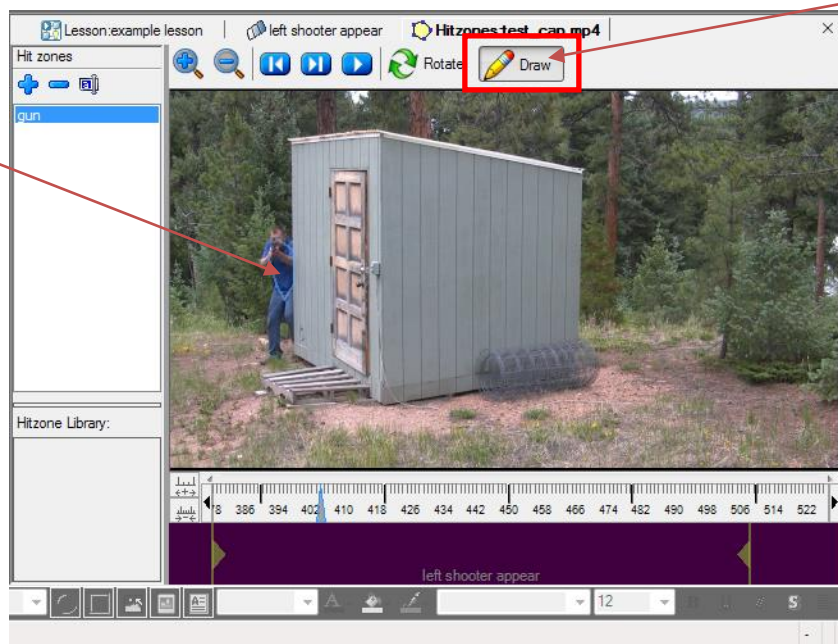 Lesson:example lesson
left shooter appear
Hitzones:test_cap.mp4
Hit zones
Rotate
Draw
gun
Hitzone Library:
78 386 394 402 410 418 426 434 442 450 458 466 474 482 490 498 506 514 522
left shooter appear
A
12
S